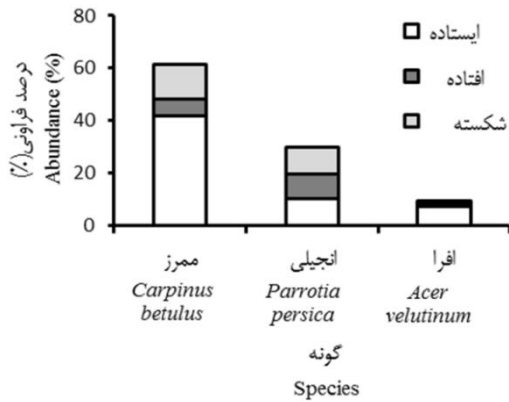 درصد فراونی(%)
Abundance (%)
80
60
40
20
0
ایستاده
افتاده
شکسته
ممرز
Carpinus
betulus
انجیلی
Parrotia
persica
افرا
Acer
velutinum
گونه
Species